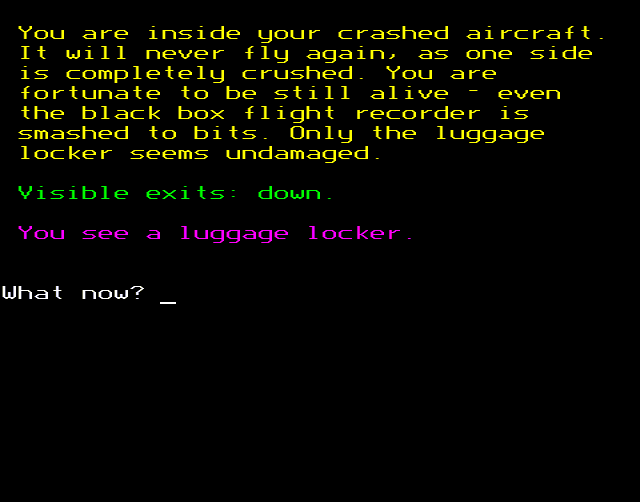 You are inside your crashed aircraft.
It will never fly again, as one side
is completely crushed. You are
fortunate to be still alive - even
the black box flight recorder is
smashed to bits. Only the luggage
locker seems undamaged.
Visible exits: down.
You see a luggage locker.
What now? _